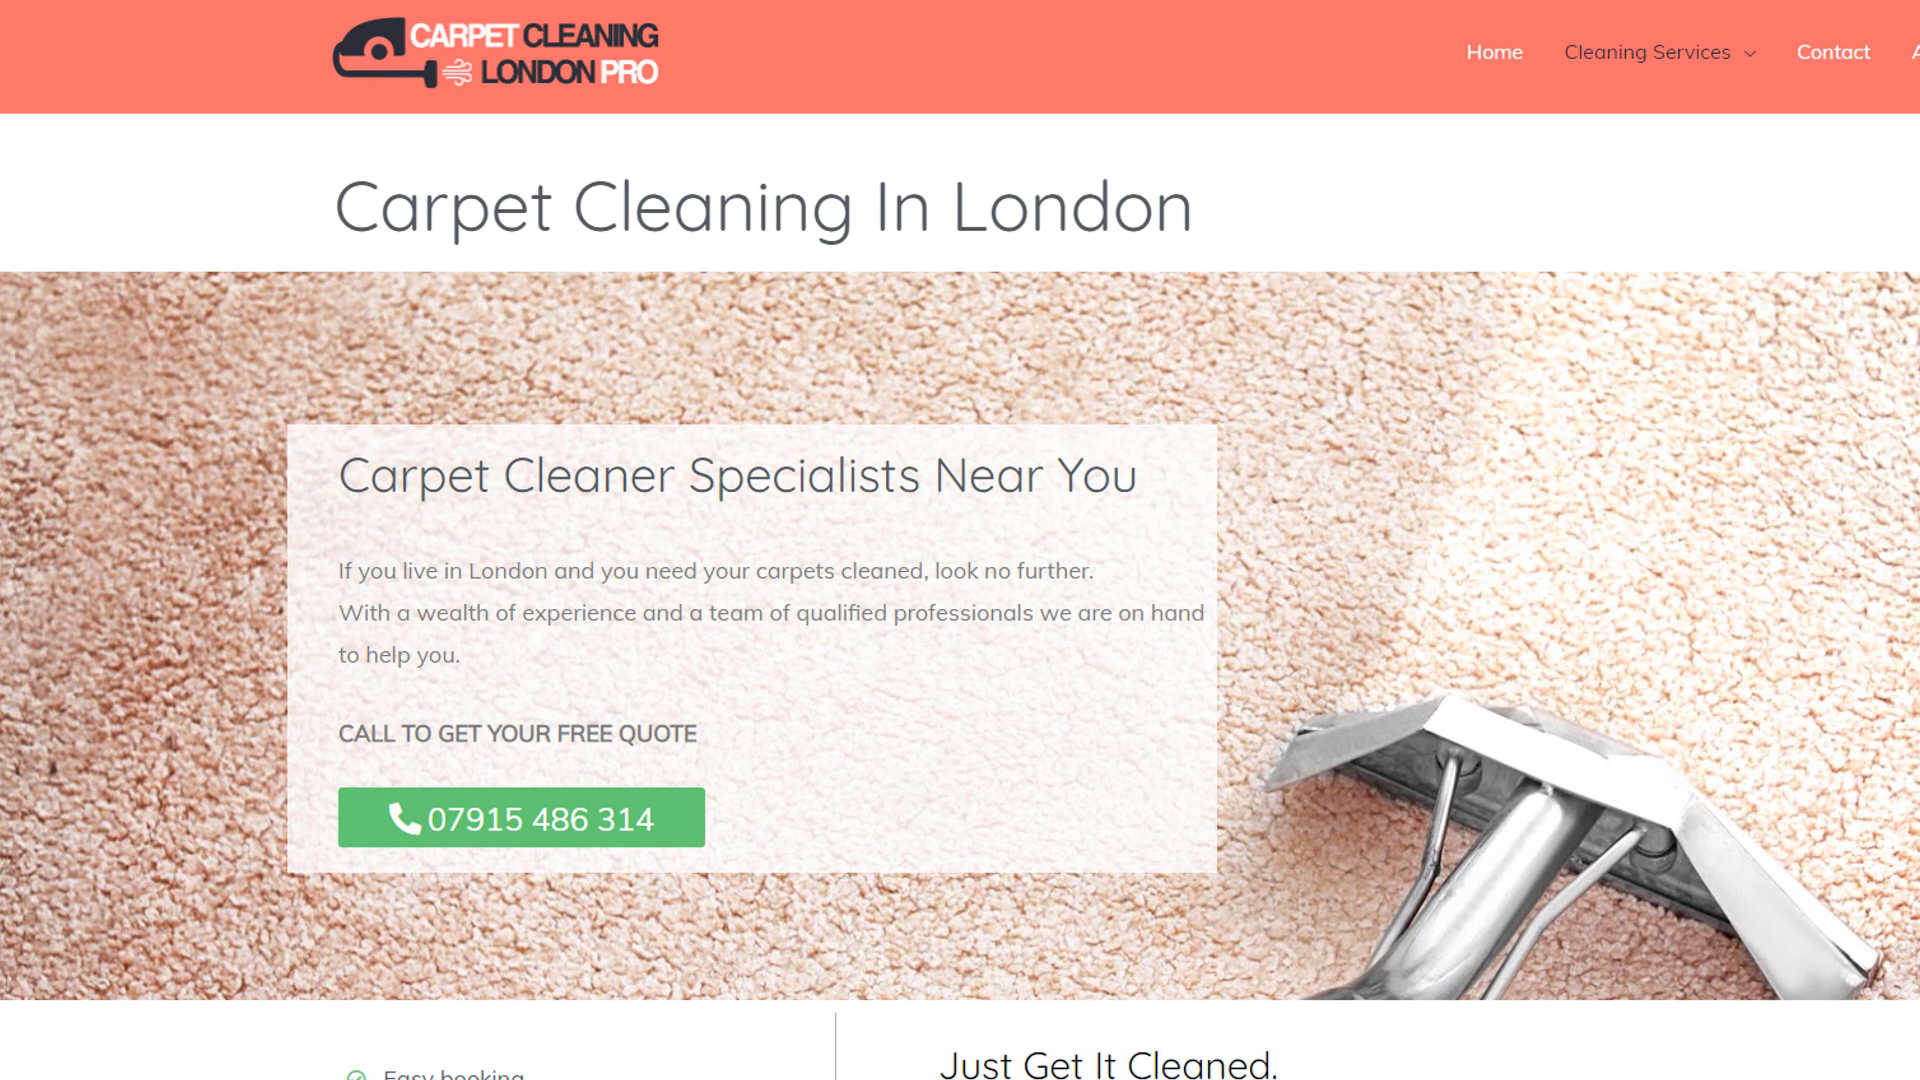 CARPET CLEANING
LONDON PRO
Home
Cleaning Services
Contact
Carpet Cleaning In London
Carpet Cleaner Specialists Near You
If you live in London and you need your carpets cleaned, look no further.
With a wealth of experience and a team of qualified professionals we are on hand
to help you.
CALL TO GET YOUR FREE QUOTE
07915 486 314
Easy booking
Just Get It Cleaned.